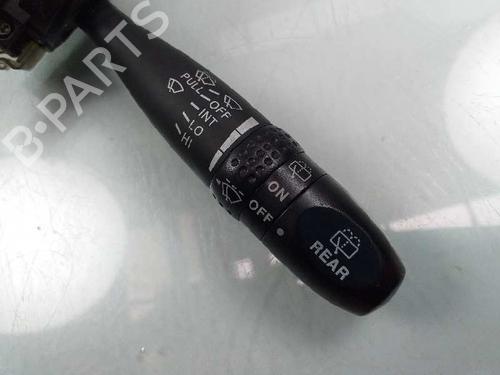 B-PARTS
PULL
OFF
INT
LO
HI
ON
OFF
REAR